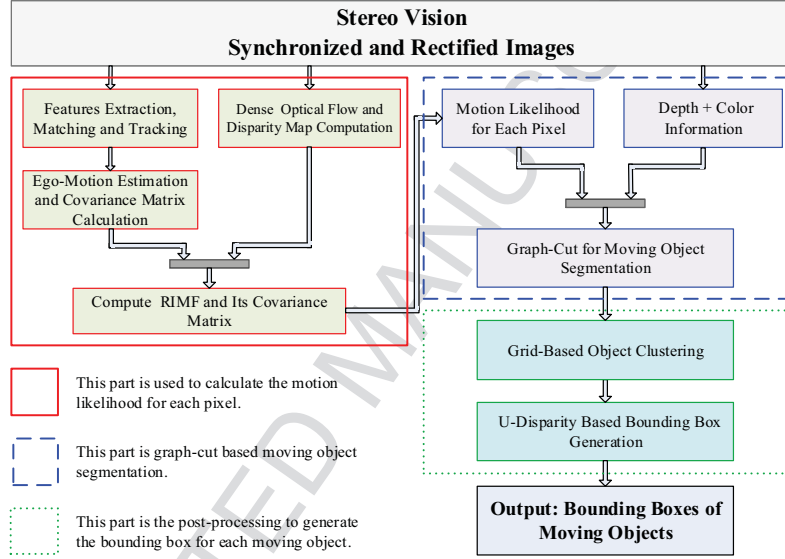 Stereo Vision
Synchronized and Rectified Images
Features Extraction,
Matching and Tracking
Dense Optical Flow and
Disparity Map Computation
Motion Likelihood
for Each Pixel
Depth + Color
Information
Ego-Motion Estimation
and Covariance Matrix
Calculation
Graph-Cut for Moving Object
Segmentation
Compute RIMF and Its Covariance
Matrix
Grid-Based Object Clustering
U-Disparity Based Bounding Box
Generation
Output: Bounding Boxes of
Moving Objects
This part is used to calculate the motion
likelihood for each pixel.
This part is graph-cut based moving object
segmentation.
This part is the post-processing to generate
the bounding box for each moving object.